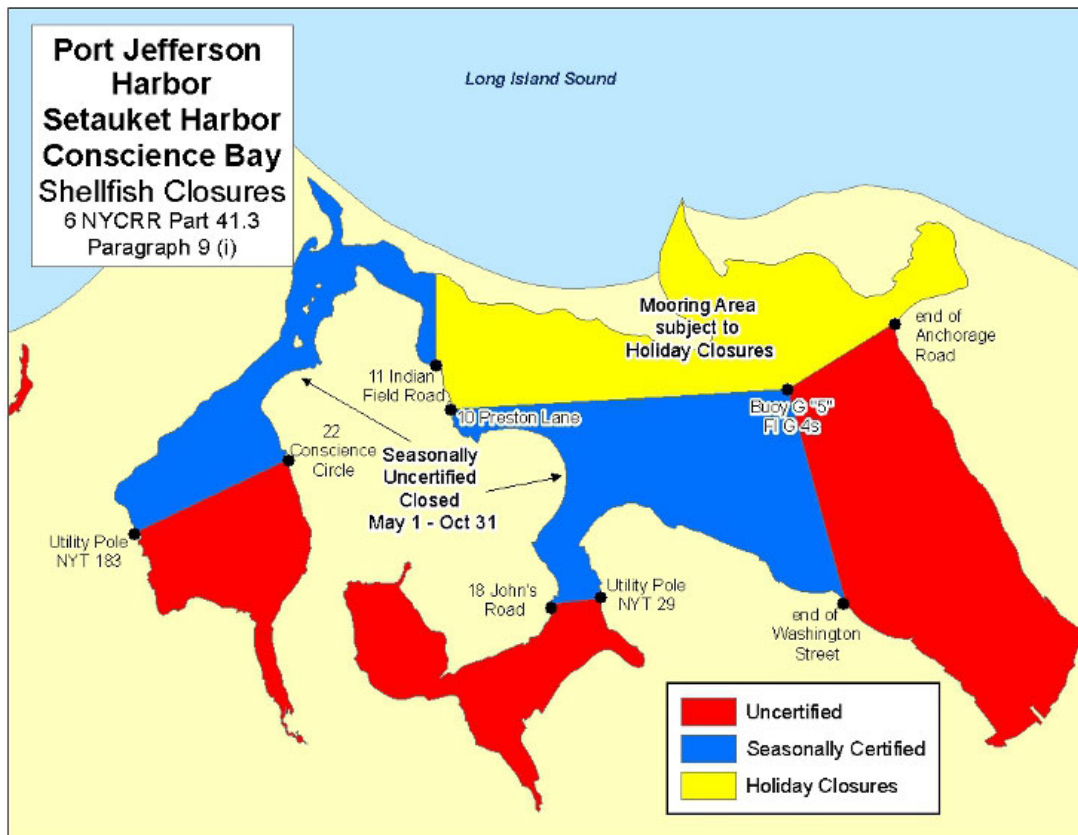 Port Jefferson
Harbor
Setauket Harbor
Conscience Bay
Shellfish Closures
6 NYCRR Part 41.3
Paragraph 9 (i)
Long Island Sound
Mooring Area
subject to
Holiday Closures
end of
Anchorage
Road
11 Indian
Field Road
10 Preston Lane
Buoy G "5"
Fl G 4s
22
Conscience
Circle
Seasonally
Uncertified
Closed
May 1 - Oct 31
Utility Pole
NYT 183
18 John's
Road
Utility Pole
NYT 29
end of
Washington
Street
Uncertified
Seasonally Certified
Holiday Closures